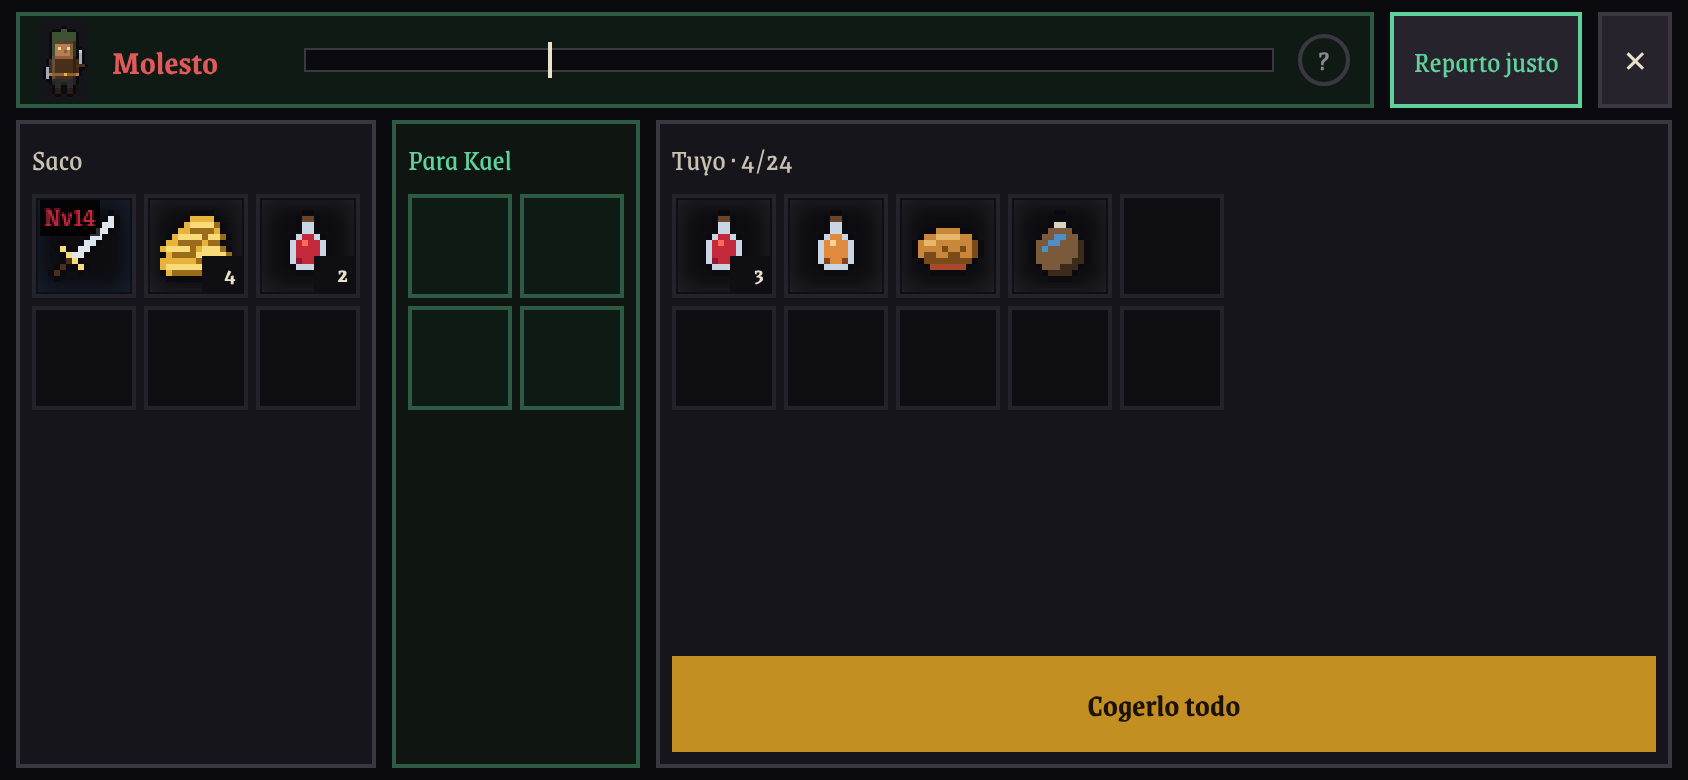 Molesto
?
Reparto justo
✕
Saco
Nv14
4
2
Para Kael
Tuyo · 4/24
3
Cogerlo todo